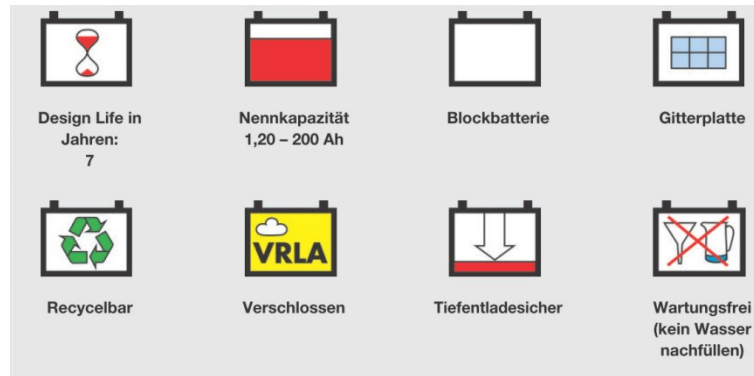 Design Life in
Jahren:
7
Nennkapazität
1,20 – 200 Ah
Blockbatterie
Gitterplatte
VRLA
Recycelbar
Verschlossen
Tiefentladesicher
Wartungsfrei
(kein Wasser
nachfüllen)